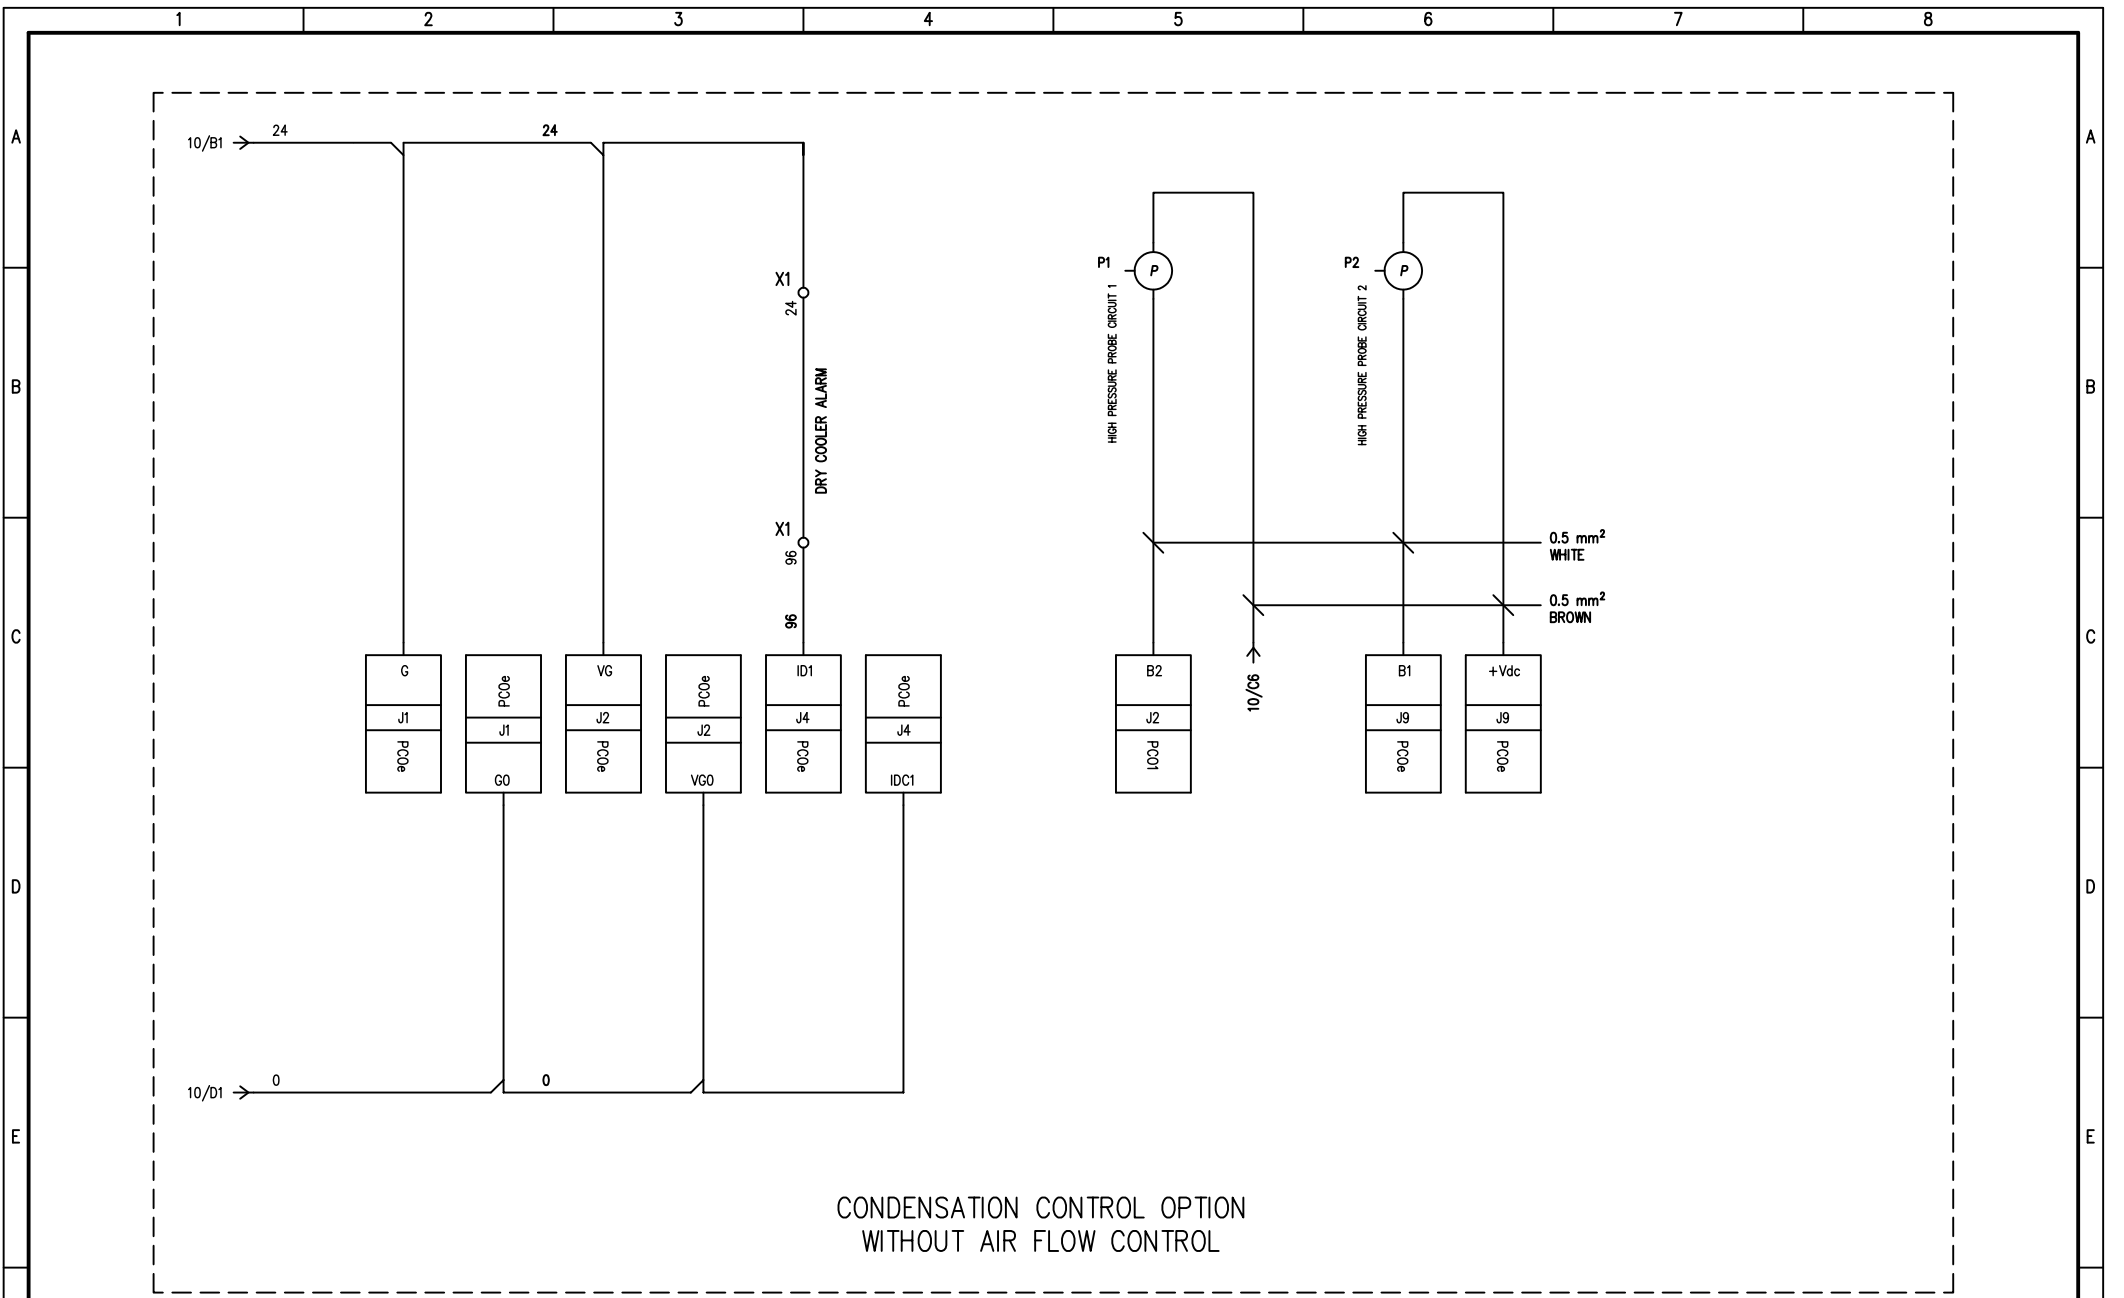 1 2 3 4 5 6 7 8
A A
10/B1 24 24
X1
24
P1 P
HIGH PRESSURE PROBE CIRCUIT 1
P2 P
HIGH PRESSURE PROBE CIRCUIT 2
B B
DRY COOLER ALARM
X1
96
0.5 mm²
WHITE
96
0.5 mm²
BROWN
C C
G
J1
PCOe
PCOe
J1
G0
VG
J2
PCOe
PCOe
J2
VG0
ID1
J4
PCOe
PCOe
J4
IDC1
B2
J2
PCO1
10/C6
B1
J9
PCOe
+Vdc
J9
PCOe
D D
10/D1 0 0
E E
CONDENSATION CONTROL OPTION
WITHOUT AIR FLOW CONTROL